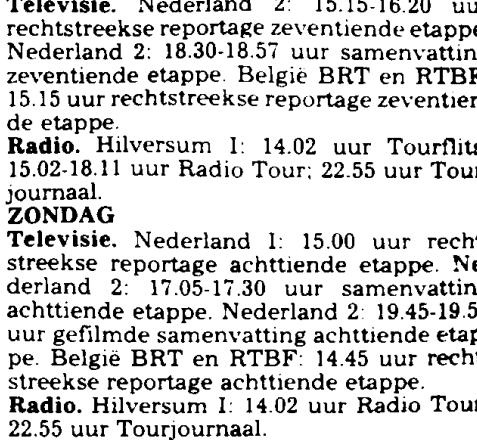 Televisie. Nederland 2: 15.15-16.20 uu
rechtstreekse reportage zeventiende etappe
Nederland 2: 18.30-18.57 uur samenvattin
zeventiende etappe. België BRT en RTBF
15.15 uur rechtstreekse reportage zeventien
de etappe.
Radio. Hilversum I: 14.02 uur Tourflits
15.02-18.11 uur Radio Tour; 22.55 uur Tour
journaal.
ZONDAG
Televisie. Nederland I: 15.00 uur rech
streekse reportage achttiende etappe. Ne
derland 2: 17.05-17.30 uur samenvattin
achttiende etappe. Nederland 2: 19.45-19.5
uur gefilmde samenvatting achttiende etap
pe. België BRT en RTBF: 14.45 uur rech
streekse reportage achttiende etappe.
Radio. Hilversum I: 14.02 uur Radio Tour
22.55 uur Tourjournaal.